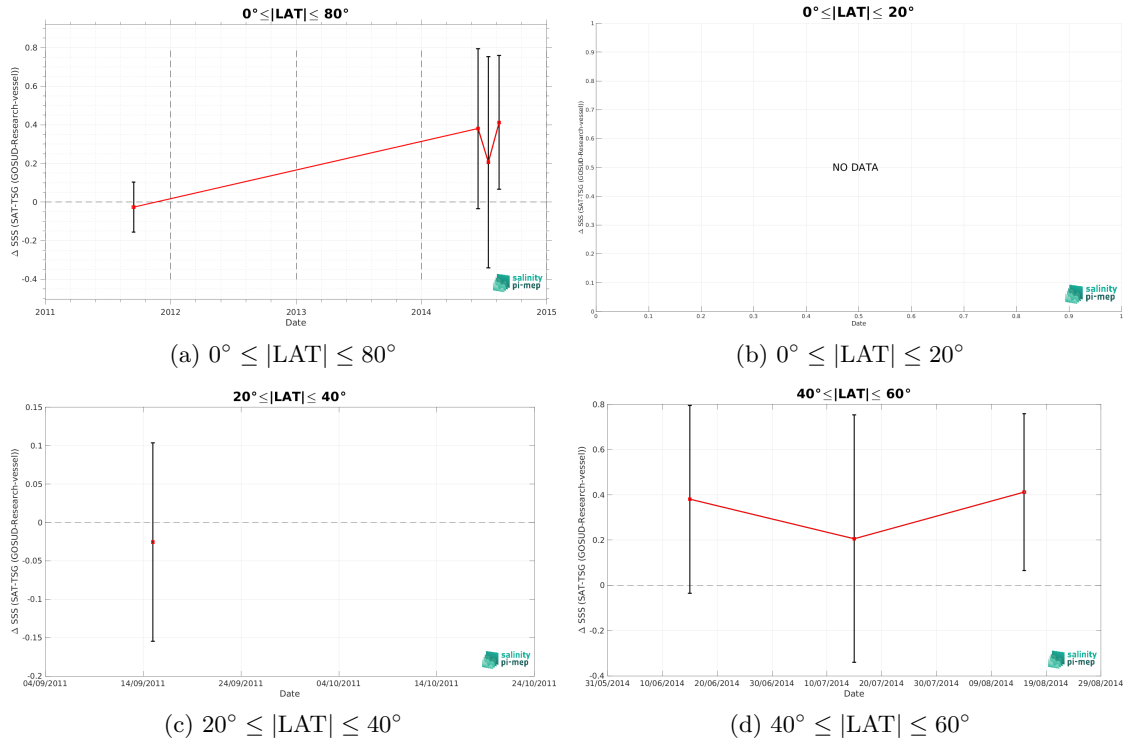 0°≤|LAT|≤ 80°
Δ SSS (SAT-TSG (GOSUD-Research-vessel))
0.8
0.6
0.4
0.2
0
-0.2
-0.4
2011
2012
2013
2014
2015
Date
salinity
pi-mep
(a) 0° ≤ |LAT| ≤ 80°
0°≤|LAT|≤ 20°
Δ SSS (SAT-TSG (GOSUD-Research-vessel))
1
0.9
0.8
0.7
0.6
0.5
0.4
0.3
0.2
0.1
0
NO DATA
0
0.1
0.2
0.3
0.4
0.5
0.6
0.7
0.8
0.9
1
Date
salinity
pi-mep
(b) 0° ≤ |LAT| ≤ 20°
20°≤|LAT|≤ 40°
Δ SSS (SAT-TSG (GOSUD-Research-vessel))
0.15
0.1
0.05
0
-0.05
-0.1
-0.15
-0.2
04/09/2011
14/09/2011
24/09/2011
04/10/2011
14/10/2011
24/10/2011
Date
salinity
pi-mep
(c) 20° ≤ |LAT| ≤ 40°
40°≤|LAT|≤ 60°
Δ SSS (SAT-TSG (GOSUD-Research-vessel))
0.8
0.6
0.4
0.2
0
-0.2
-0.4
31/05/2014
10/06/2014
20/06/2014
30/06/2014
10/07/2014
20/07/2014
30/07/2014
09/08/2014
19/08/2014
29/08/2014
Date
salinity
pi-mep
(d) 40° ≤ |LAT| ≤ 60°